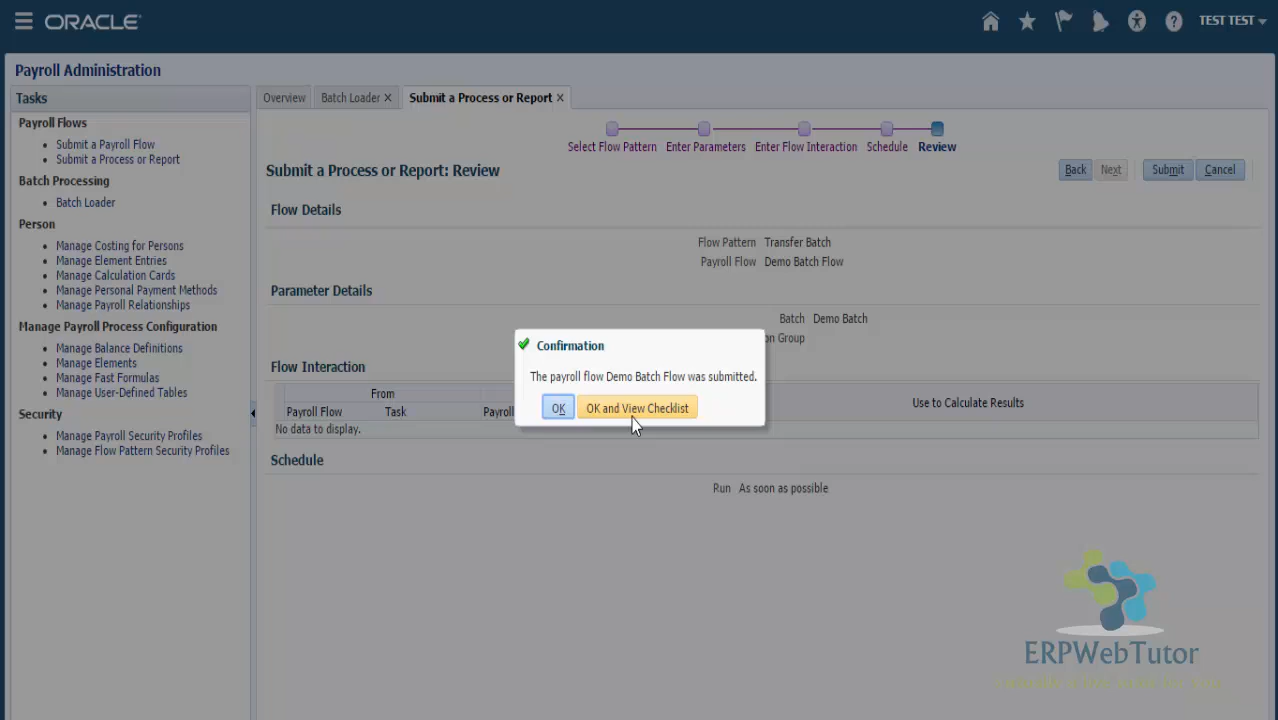 ORACLE
TEST TEST
Payroll Administration
Tasks
Payroll Flows
Submit a Payroll Flow
Submit a Process or Report
Batch Processing
Batch Loader
Person
Manage Costing for Persons
Manage Element Entries
Manage Calculation Cards
Manage Personal Payment Methods
Manage Payroll Relationships
Manage Payroll Process Configuration
Manage Balance Definitions
Manage Elements
Manage Fast Formulas
Manage User-Defined Tables
Security
Manage Payroll Security Profiles
Manage Flow Pattern Security Profiles
Overview
Batch Loader
Submit a Process or Report
Select Flow Pattern
Enter Parameters
Enter Flow Interaction
Schedule
Review
Submit a Process or Report: Review
Back
Next
Submit
Cancel
Flow Details
Flow Pattern Transfer Batch
Payroll Flow Demo Batch Flow
Parameter Details
Batch Demo Batch
on Group
Flow Interaction
From
Payroll Flow
Task
Payroll
Use to Calculate Results
No data to display.
Schedule
Run As soon as possible
Confirmation
The payroll flow Demo Batch Flow was submitted.
OK
OK and View Checklist
ERPWebTutor